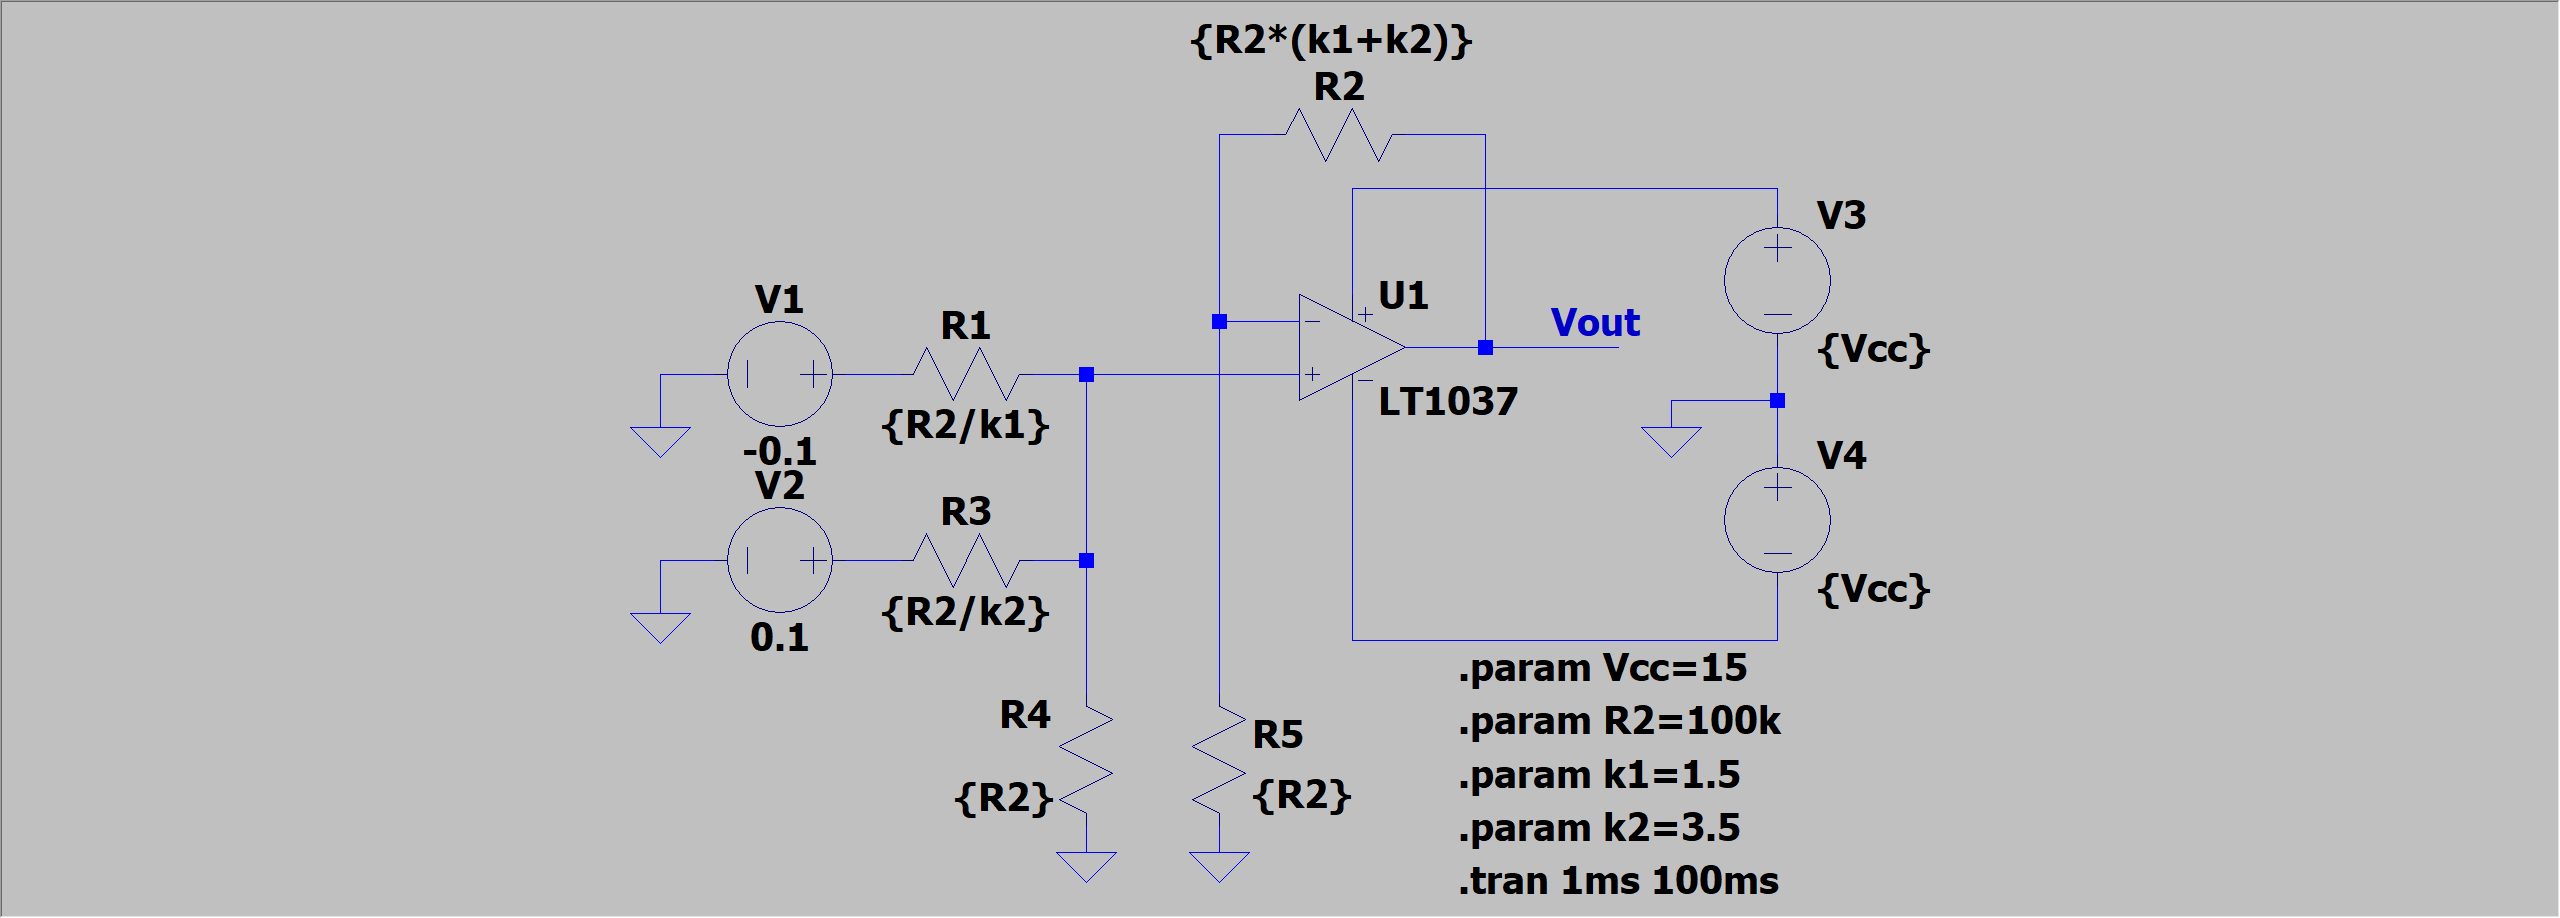 {R2*(k1+k2)}
R2
V3
{Vcc}
U1
LT1037
Vout
V1
-0.1
R1
{R2/k1}
V2
0.1
R3
{R2/k2}
V4
{Vcc}
R4
{R2}
R5
{R2}
.param Vcc=15
.param R2=100k
.param k1=1.5
.param k2=3.5
.tran 1ms 100ms